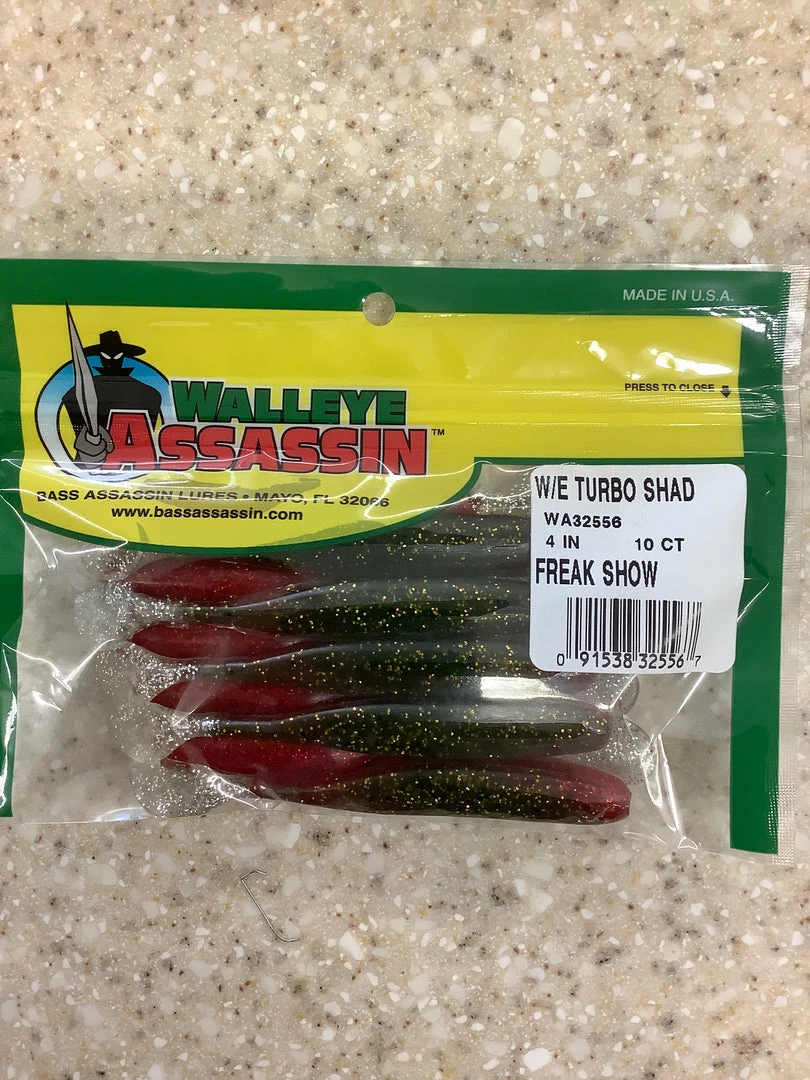 MADE IN U.S.A.
PRESS TO CLOSE
WALLEYE
ASSASSIN™
BASS ASSASSIN LURES • MAYO, FL 32066
www.bassassassin.com
W/E TURBO SHAD
WA32556
4 IN 10 CT
FREAK SHOW
0 91538 32556 7